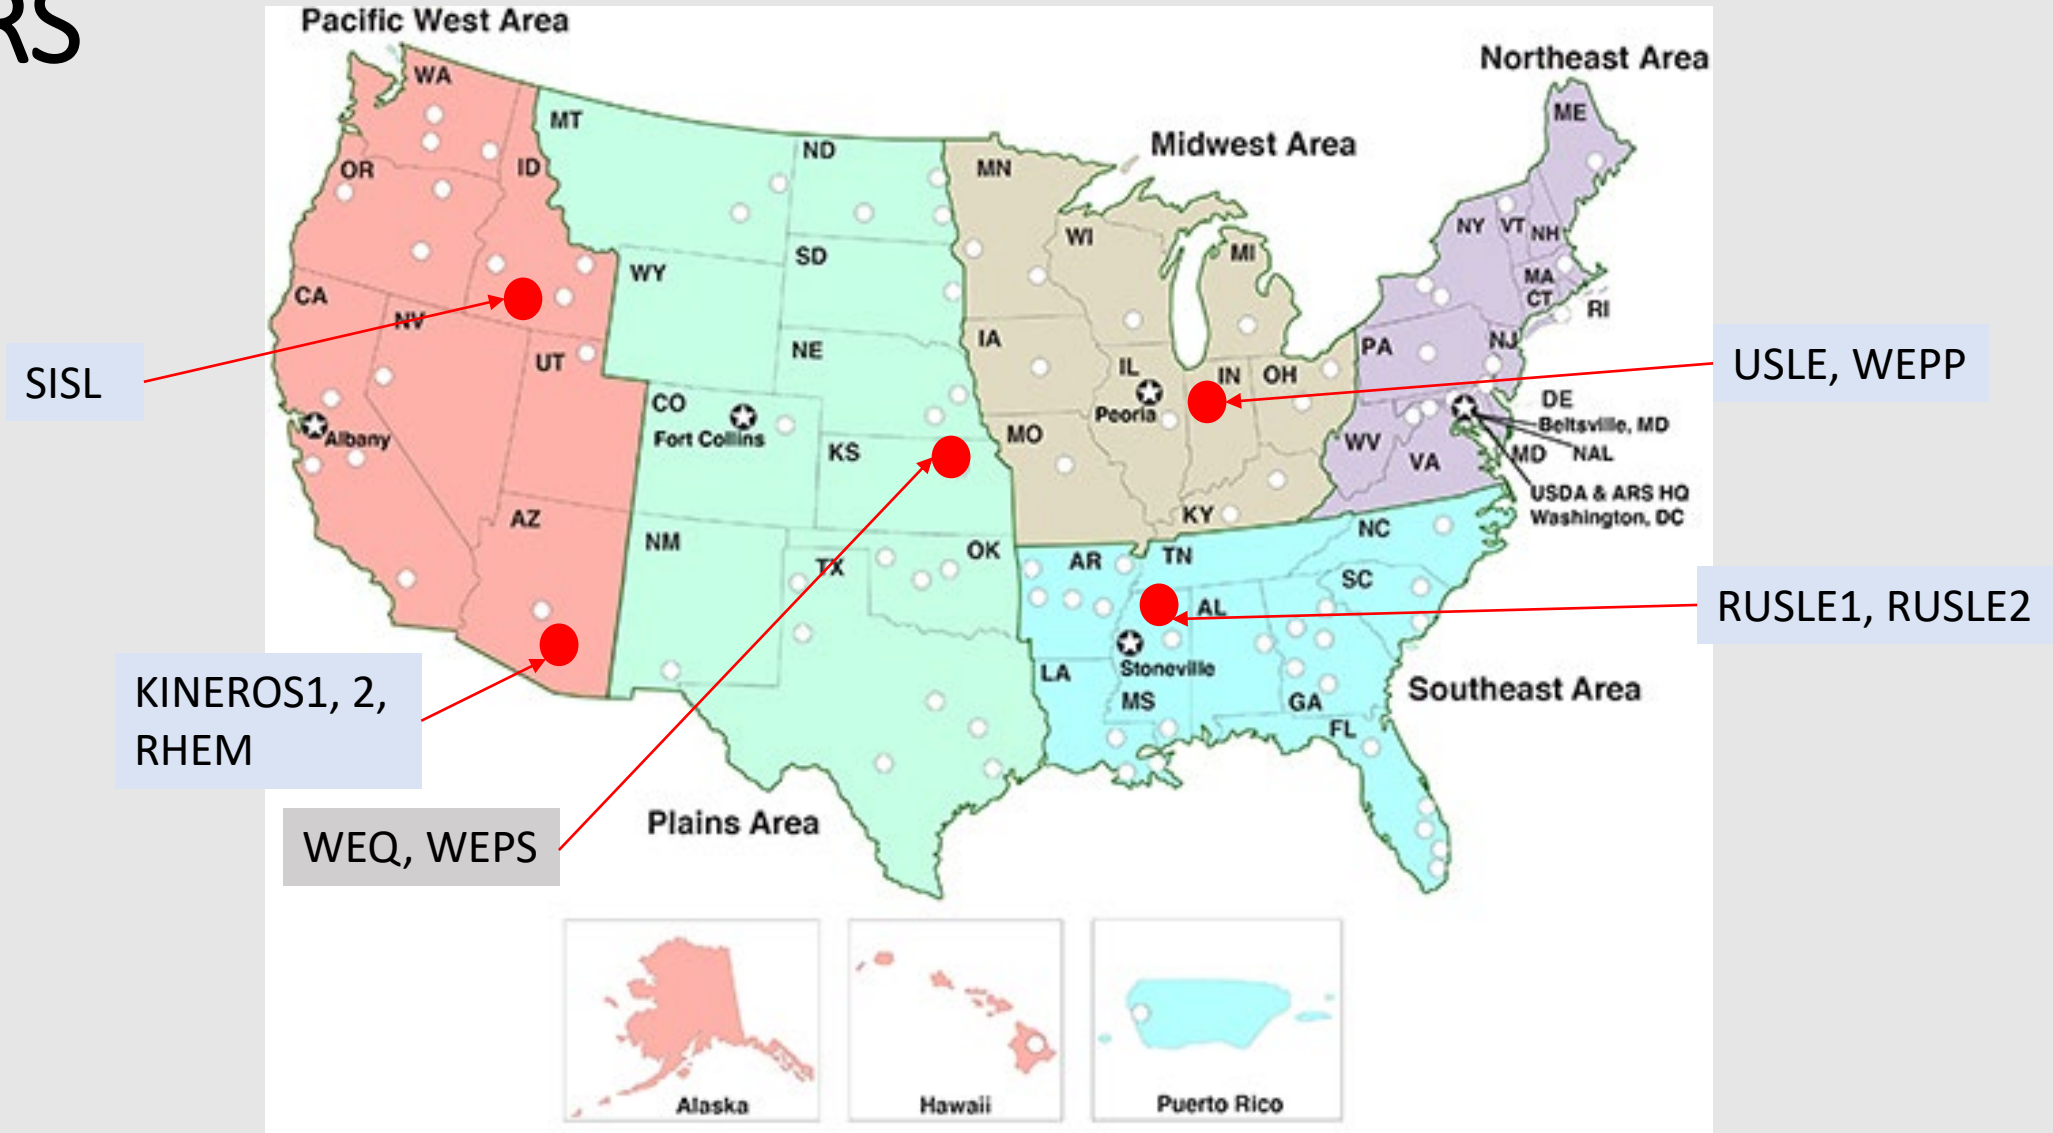 RS
Pacific West Area
Northeast Area
Midwest Area
WA
MT
ND
MN
ME
OR
ID
WI
MI
NY
VT
NH
SD
WY
MA
CT
RI
CA
NV
IA
NE
UT
IL
IN
OH
PA
NJ
SISL
USLE, WEPP
CO
Fort Collins
Peoria
DE
Beltsville, MD
Albany
MO
KS
WV
VA
MD
NAL
USDA & ARS HQ
Washington, DC
AZ
KY
NM
TX
OK
AR
TN
NC
SC
AL
RUSLE1, RUSLE2
LA
Stoneville
MS
GA
FL
Southeast Area
KINEROS1, 2,
RHEM
Plains Area
WEQ, WEPS
Alaska
Hawaii
Puerto Rico